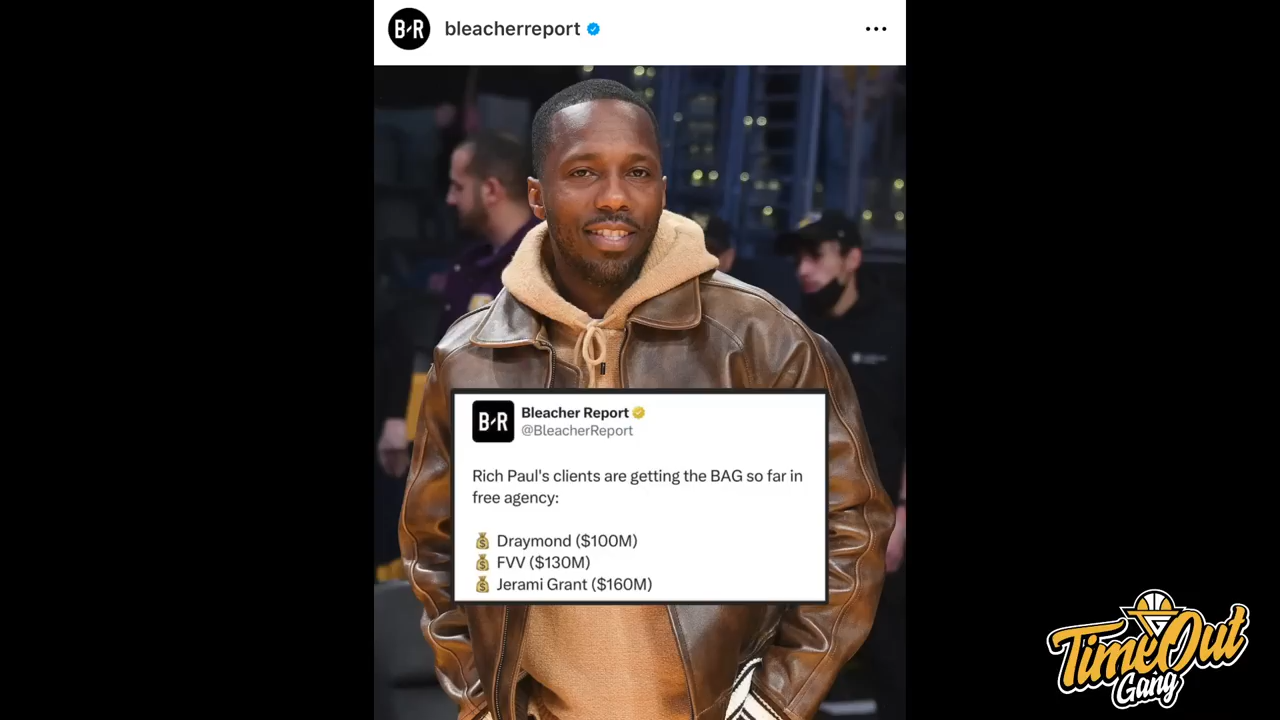 B/R bleacherreport
B/R Bleacher Report
@BleacherReport
Rich Paul's clients are getting the BAG so far in
free agency:
💰 Draymond ($100M)
💰 FVV ($130M)
💰 Jerami Grant ($160M)
TimeOut
Gang